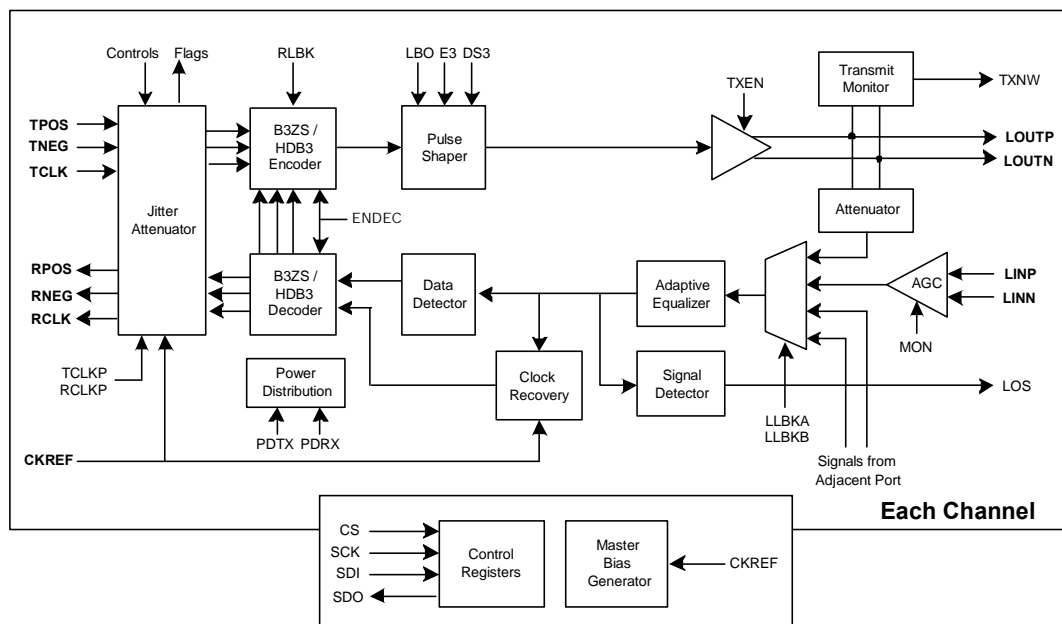 Controls
Flags
RLBK
LBO E3 DS3
TXEN
Transmit
Monitor
TXNW
TPOS
TNEG
TCLK
B3ZS /
HDB3
Encoder
Pulse
Shaper
LOUTP
LOUTN
Jitter
Attenuator
ENDEC
Attenuator
RPOS
RNEG
RCLK
B3ZS /
HDB3
Decoder
Data
Detector
Adaptive
Equalizer
AGC
LINP
LINN
MON
TCLKP
RCLKP
Power
Distribution
Clock
Recovery
Signal
Detector
LOS
LLBKA
LLBKB
PDTX PDRX
CKREF
Signals from
Adjacent Port
Each Channel
CS
SCK
SDI
SDO
Control
Registers
Master
Bias
Generator
CKREF